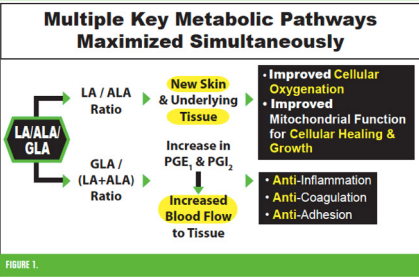 Multiple Key Metabolic Pathways
Maximized Simultaneously
LA/ALA/
GLA
LA / ALA
Ratio
New Skin
& Underlying
Tissue
• Improved Cellular
Oxygenation
• Improved
Mitochondrial Function
for Cellular Healing &
Growth
GLA /
(LA+ALA)
Ratio
Increase in
PGE₁ & PGI₂
Increased
Blood Flow
to Tissue
• Anti-Inflammation
• Anti-Coagulation
• Anti-Adhesion
FIGURE 1.